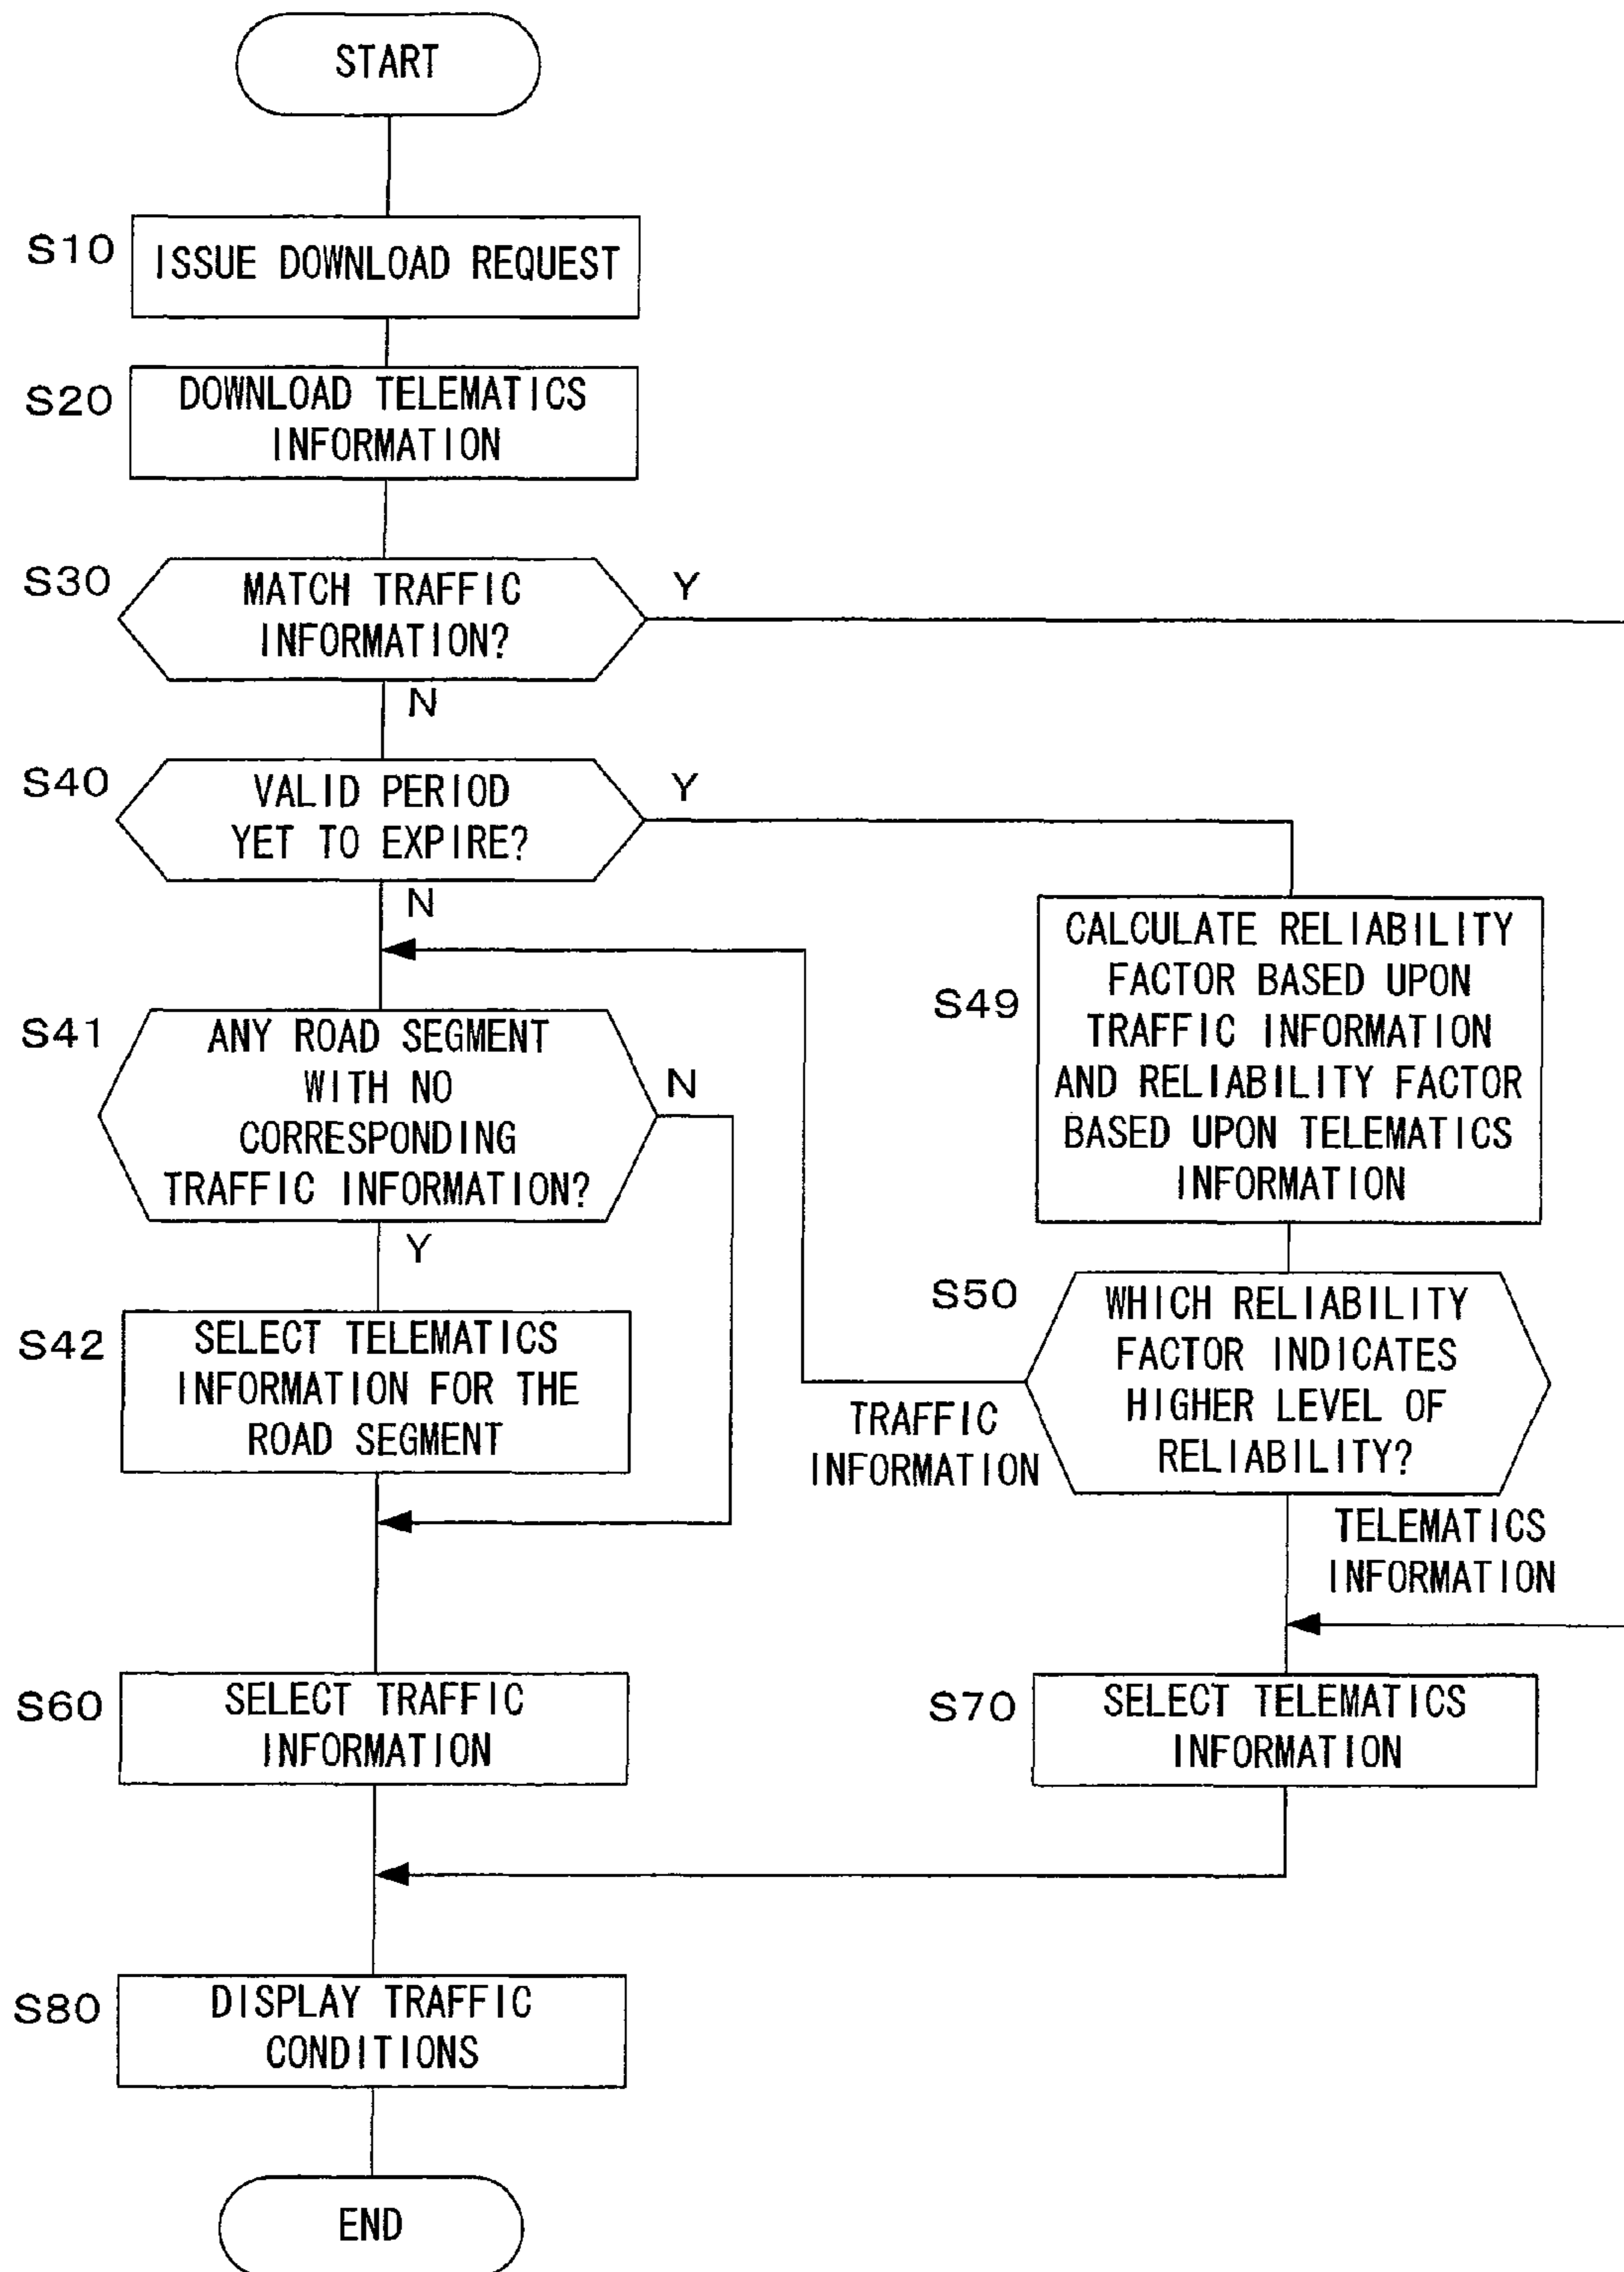 START
S10
ISSUE DOWNLOAD REQUEST
S20
DOWNLOAD TELEMATICS
INFORMATION
S30
MATCH TRAFFIC
INFORMATION?
Y
N
S40
VALID PERIOD
YET TO EXPIRE?
Y
N
S41
ANY ROAD SEGMENT
WITH NO
CORRESPONDING
TRAFFIC INFORMATION?
N
Y
S42
SELECT TELEMATICS
INFORMATION FOR THE
ROAD SEGMENT
S49
CALCULATE RELIABILITY
FACTOR BASED UPON
TRAFFIC INFORMATION
AND RELIABILITY FACTOR
BASED UPON TELEMATICS
INFORMATION
S50
WHICH RELIABILITY
FACTOR INDICATES
HIGHER LEVEL OF
RELIABILITY?
TRAFFIC
INFORMATION
TELEMATICS
INFORMATION
S60
SELECT TRAFFIC
INFORMATION
S70
SELECT TELEMATICS
INFORMATION
S80
DISPLAY TRAFFIC
CONDITIONS
END